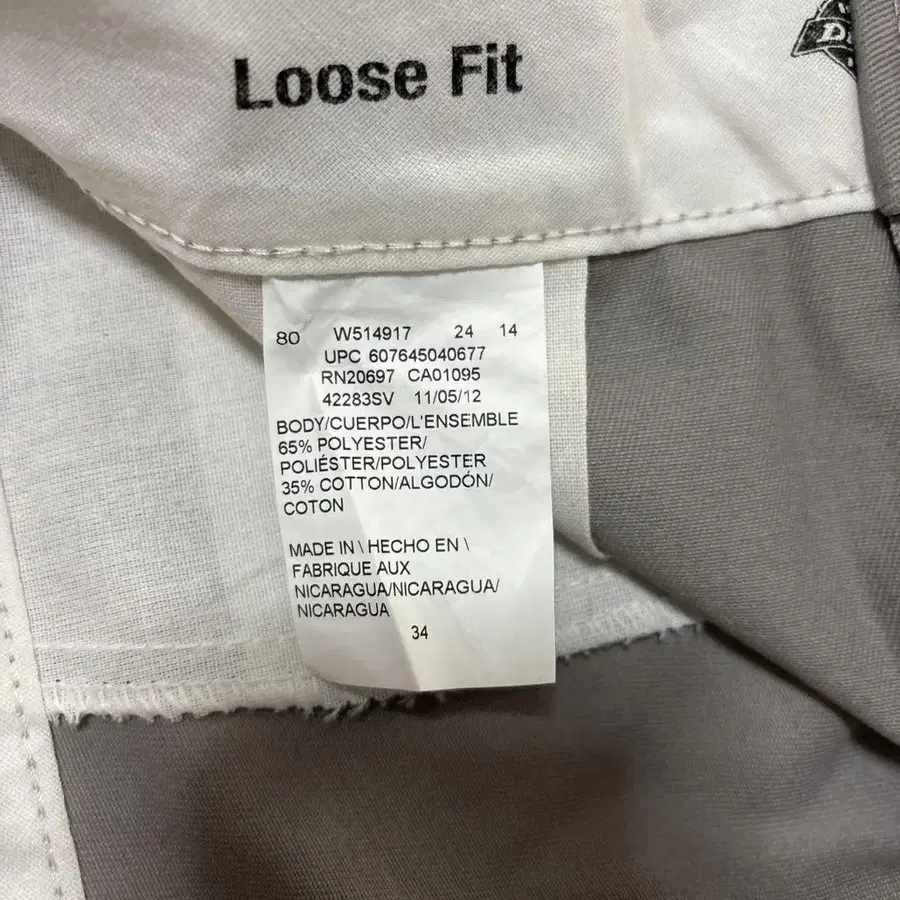 Loose Fit
80 W514917 24 14
UPC 607645040677
RN20697 CA01095
42283SV 11/05/12
BODY/CUERPO/L'ENSEMBLE
65% POLYESTER/
POLIÉSTER/POLYESTER
35% COTTON/ALGODÓN/
COTON
MADE IN \ HECHO EN \
FABRIQUE AUX
NICARAGUA/NICARAGUA/
NICARAGUA
34